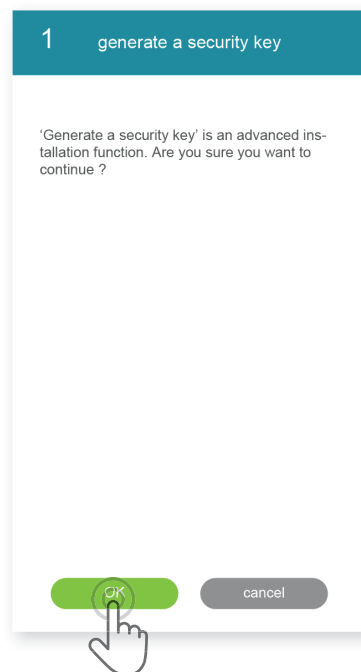 1 generate a security key
‘Generate a security key’ is an advanced ins-
tallation function. Are you sure you want to
continue ?
OK cancel